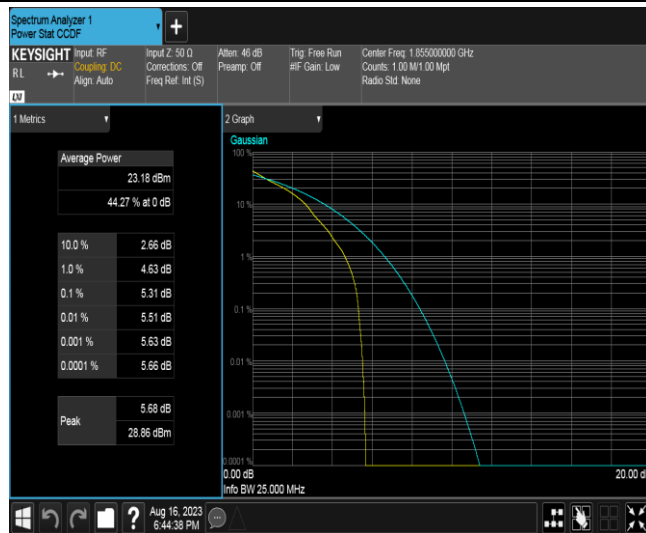 Spectrum Analyzer 1
Power Stat CCDF
+
KEYSIGHT
RL
LXI
Input: RF
Coupling: DC
Align: Auto
Input Z: 50 Ω
Corrections: Off
Freq Ref: Int (S)
Atten: 46 dB
Preamp: Off
Trig: Free Run
#IF Gain: Low
Center Freq: 1.855000000 GHz
Counts: 1.00 M/1.00 Mpt
Radio Std: None
1 Metrics
Average Power
23.18 dBm
44.27 % at 0 dB
10.0 % 2.66 dB
1.0 % 4.63 dB
0.1 % 5.31 dB
0.01 % 5.51 dB
0.001 % 5.63 dB
0.0001 % 5.66 dB
Peak
5.68 dB
28.86 dBm
2 Graph
Gaussian
100 %
10 %
1 %
0.1 %
0.01 %
0.001 %
0.0001 %
0.00 dB 20.00 d
Info BW 25.000 MHz
?
Aug 16, 2023
6:44:38 PM